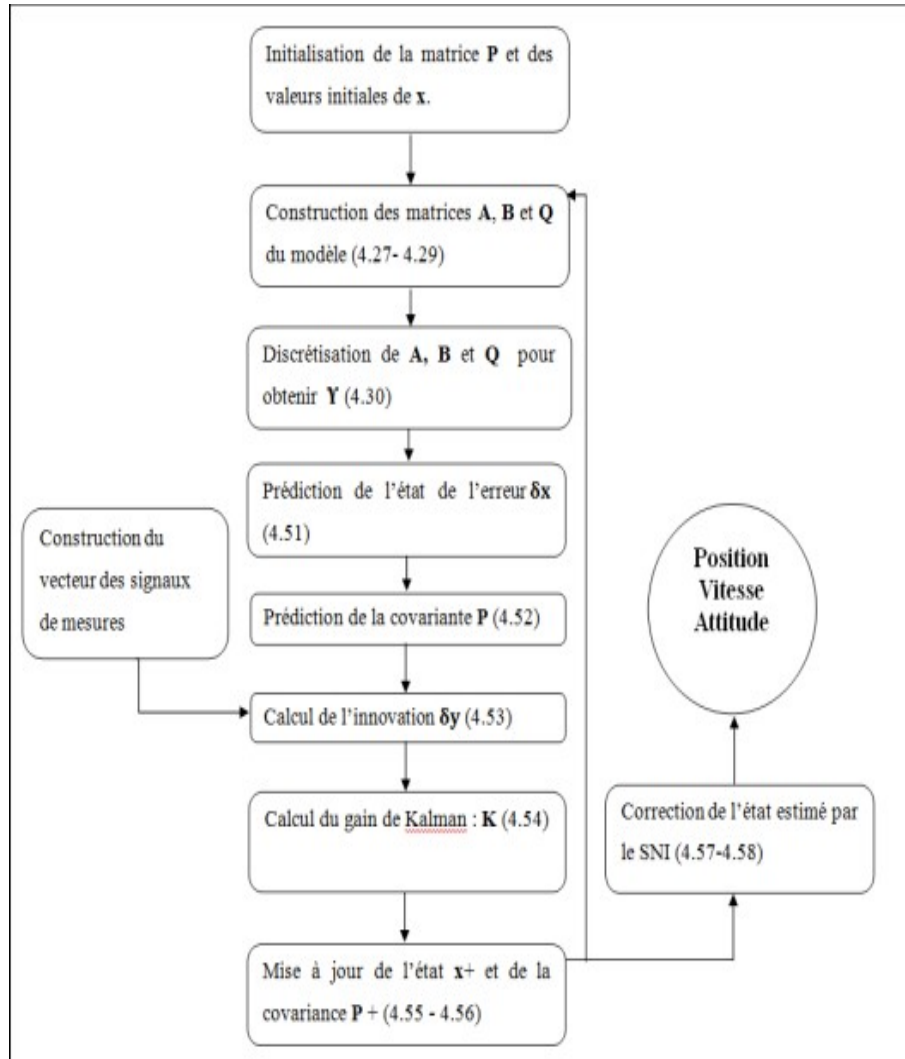 Initialisation de la matrice P et des
valeurs initiales de x.
Construction des matrices A, B et Q
du modèle (4.27- 4.29)
Discrétisation de A, B et Q pour
obtenir ϒ (4.30)
Prédiction de l’état de l’erreur δx
(4.51)
Construction du
vecteur des signaux
de mesures
Prédiction de la covariante P (4.52)
Calcul de l’innovation δy (4.53)
Calcul du gain de Kalman : K (4.54)
Mise à jour de l’état x+ et de la
covariance P + (4.55 - 4.56)
Correction de l’état estimé par
le SNI (4.57-4.58)
Position
Vitesse
Attitude